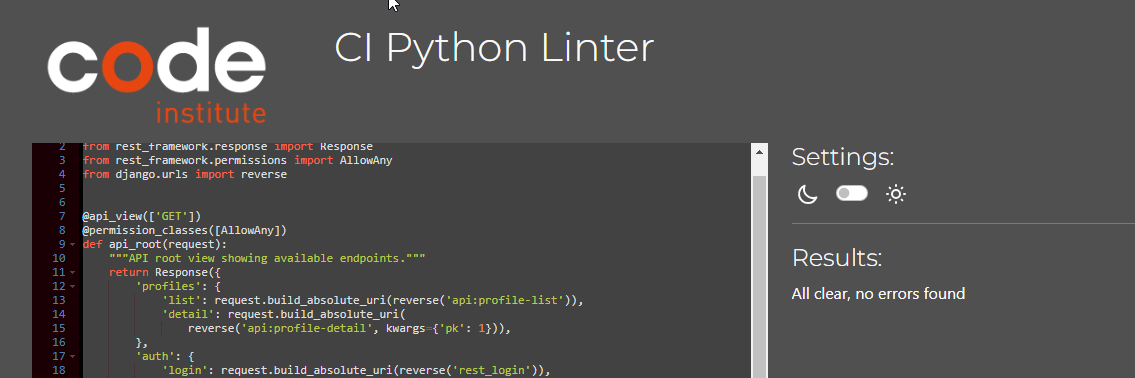 code
institute
CI Python Linter
2 from rest_framework.response import Response
3 from rest_framework.permissions import AllowAny
4 from django.urls import reverse
5
6
7 @api_view(['GET'])
8 @permission_classes([AllowAny])
9 def api_root(request):
10     """API root view showing available endpoints."""
11     return Response({
12         'profiles': {
13             'list': request.build_absolute_uri(reverse('api:profile-list')),
14             'detail': request.build_absolute_uri(
15                 reverse('api:profile-detail', kwargs={'pk': 1})),
16         },
17         'auth': {
18             'login': request.build_absolute_uri(reverse('rest_login')),
Settings:
Results:
All clear, no errors found